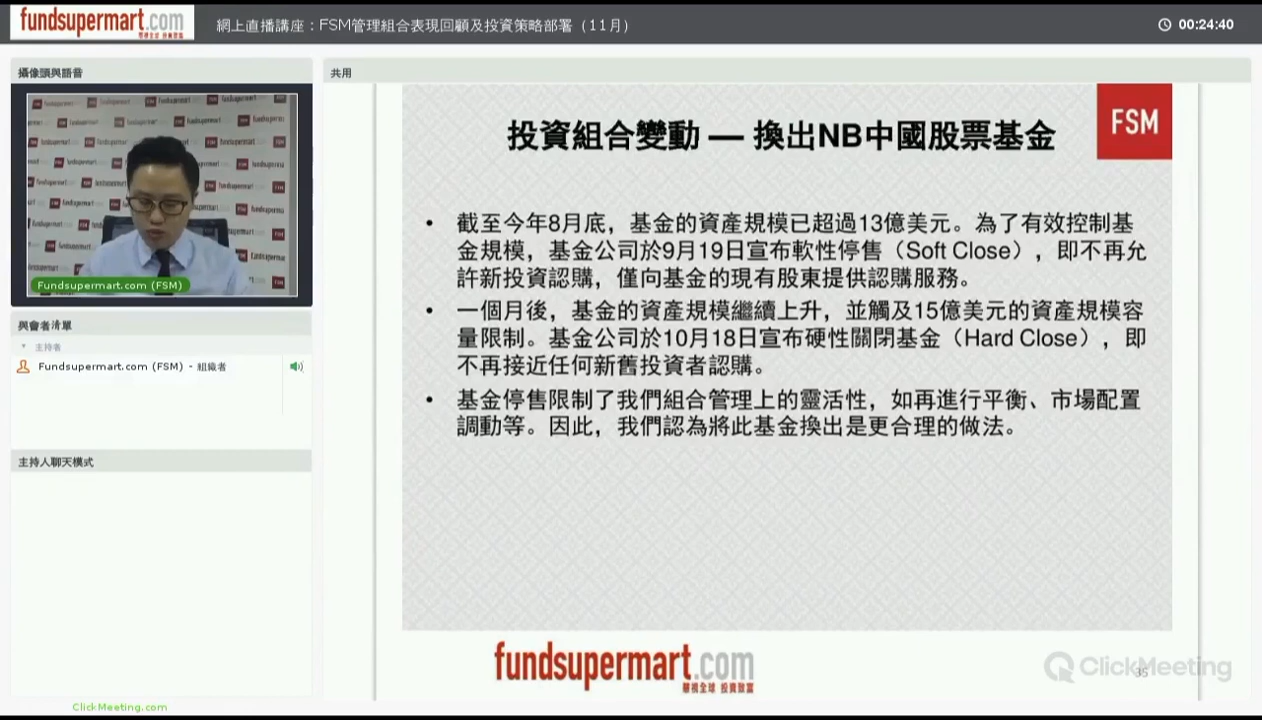 fundsupermart.com
網上直播講座：FSM管理組合表現回顧及投資策略部署（11月）
00:24:40
攝像頭與語音
共用
Fundsupermart.com (FSM)
與會者清單
主持者
Fundsupermart.com (FSM) - 組織者
主持人聊天模式
ClickMeeting.com
FSM
投資組合變動 — 換出NB中國股票基金
• 截至今年8月底，基金的資產規模已超過13億美元。為了有效控制基
金規模，基金公司於9月19日宣布軟性停售（Soft Close），即不再允
許新投資認購，僅向基金的現有股東提供認購服務。
• 一個月後，基金的資產規模繼續上升，並觸及15億美元的資產規模容
量限制。基金公司於10月18日宣布硬性關閉基金（Hard Close），即
不再接近任何新舊投資者認購。
• 基金停售限制了我們組合管理上的靈活性，如再進行平衡、市場配置
調動等。因此，我們認為將此基金換出是更合理的做法。
fundsupermart.com
ClickMeeting
35